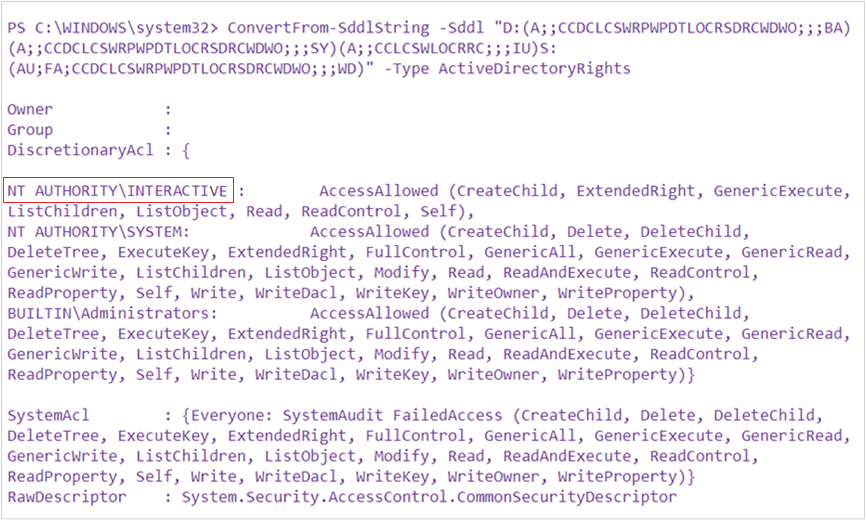 PS C:\WINDOWS\system32> ConvertFrom-SddlString -Sddl "D:(A;;CCDCLCSWRPWPDTLOCRSDRCWDWO;;;BA)
(A;;CCDCLCSWRPWPDTLOCRSDRCWDWO;;;SY)(A;;CCLCSWLOCRRC;;;IU)S:
(AU;FA;CCDCLCSWRPWPDTLOCRSDRCWDWO;;;WD)" -Type ActiveDirectoryRights
Owner :
Group :
DiscretionaryAcl : {
NT AUTHORITY\INTERACTIVE : AccessAllowed (CreateChild, ExtendedRight, GenericExecute,
ListChildren, ListObject, Read, ReadControl, Self),
NT AUTHORITY\SYSTEM: AccessAllowed (CreateChild, Delete, DeleteChild,
DeleteTree, ExecuteKey, ExtendedRight, FullControl, GenericAll, GenericExecute, GenericRead,
GenericWrite, ListChildren, ListObject, Modify, Read, ReadAndExecute, ReadControl,
ReadProperty, Self, Write, WriteDacl, WriteKey, WriteOwner, WriteProperty),
BUILTIN\Administrators: AccessAllowed (CreateChild, Delete, DeleteChild,
DeleteTree, ExecuteKey, ExtendedRight, FullControl, GenericAll, GenericExecute, GenericRead,
GenericWrite, ListChildren, ListObject, Modify, Read, ReadAndExecute, ReadControl,
ReadProperty, Self, Write, WriteDacl, WriteKey, WriteOwner, WriteProperty)}
SystemAcl : {Everyone: SystemAudit FailedAccess (CreateChild, Delete, DeleteChild,
DeleteTree, ExecuteKey, ExtendedRight, FullControl, GenericAll, GenericExecute, GenericRead,
GenericWrite, ListChildren, ListObject, Modify, Read, ReadAndExecute, ReadControl,
ReadProperty, Self, Write, WriteDacl, WriteKey, WriteOwner, WriteProperty)}
RawDescriptor : System.Security.AccessControl.CommonSecurityDescriptor